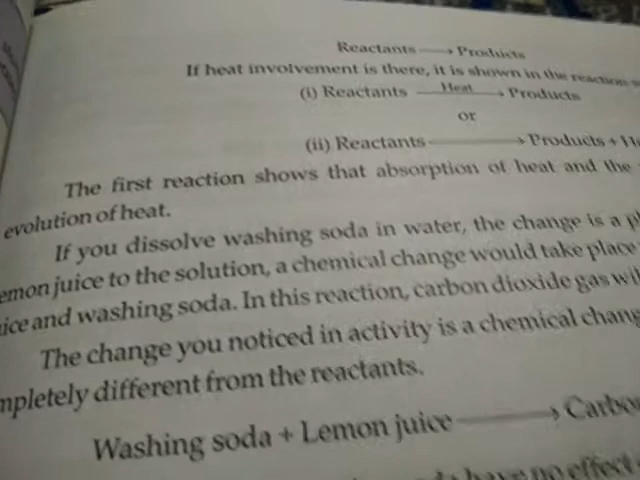 Reactants → Products
If heat involvement is there, it is shown in the reaction
(i) Reactants Heat → Products
or
(ii) Reactants → Products +
The first reaction shows that absorption of heat and the
evolution of heat.
If you dissolve washing soda in water, the change is a
emon juice to the solution, a chemical change would take place
ice and washing soda. In this reaction, carbon dioxide gas
The change you noticed in activity is a chemical
mpletely different from the reactants.
Washing soda + Lemon juice →
have no effect